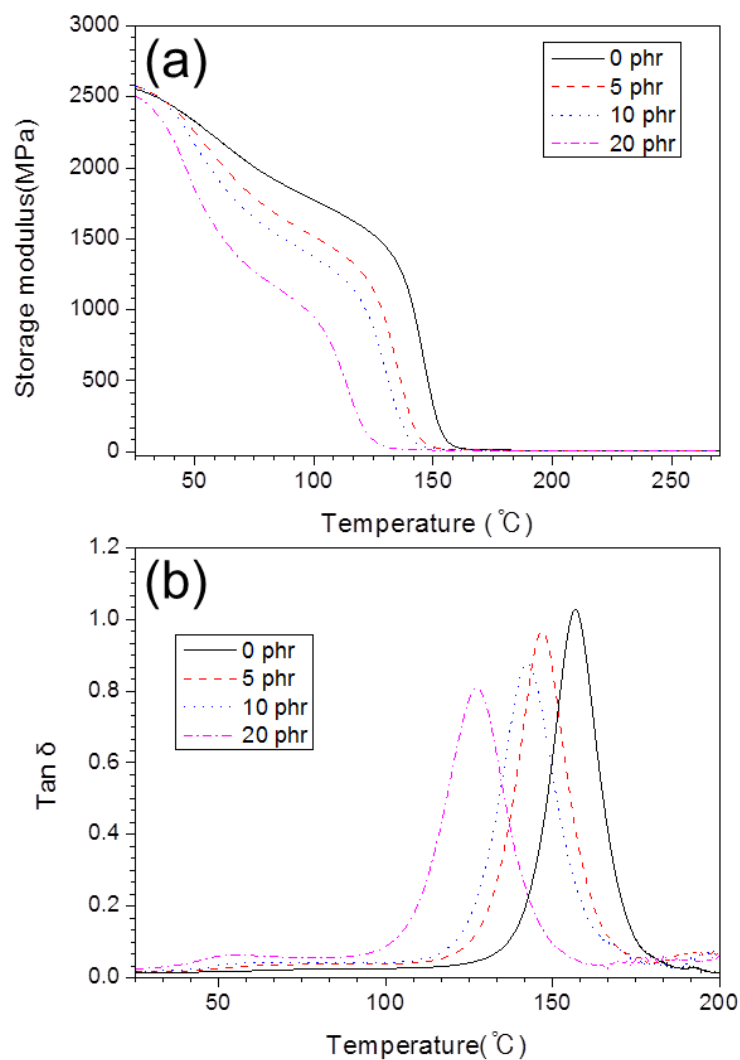 (a)
3000
2500
2000
1500
1000
500
0
Storage modulus(MPa)
0 phr
5 phr
10 phr
20 phr
50 100 150 200 250
Temperature (℃)
(b)
1.2
1.0
0.8
0.6
0.4
0.2
0.0
Tan δ
0 phr
5 phr
10 phr
20 phr
50 100 150 200
Temperature(℃)